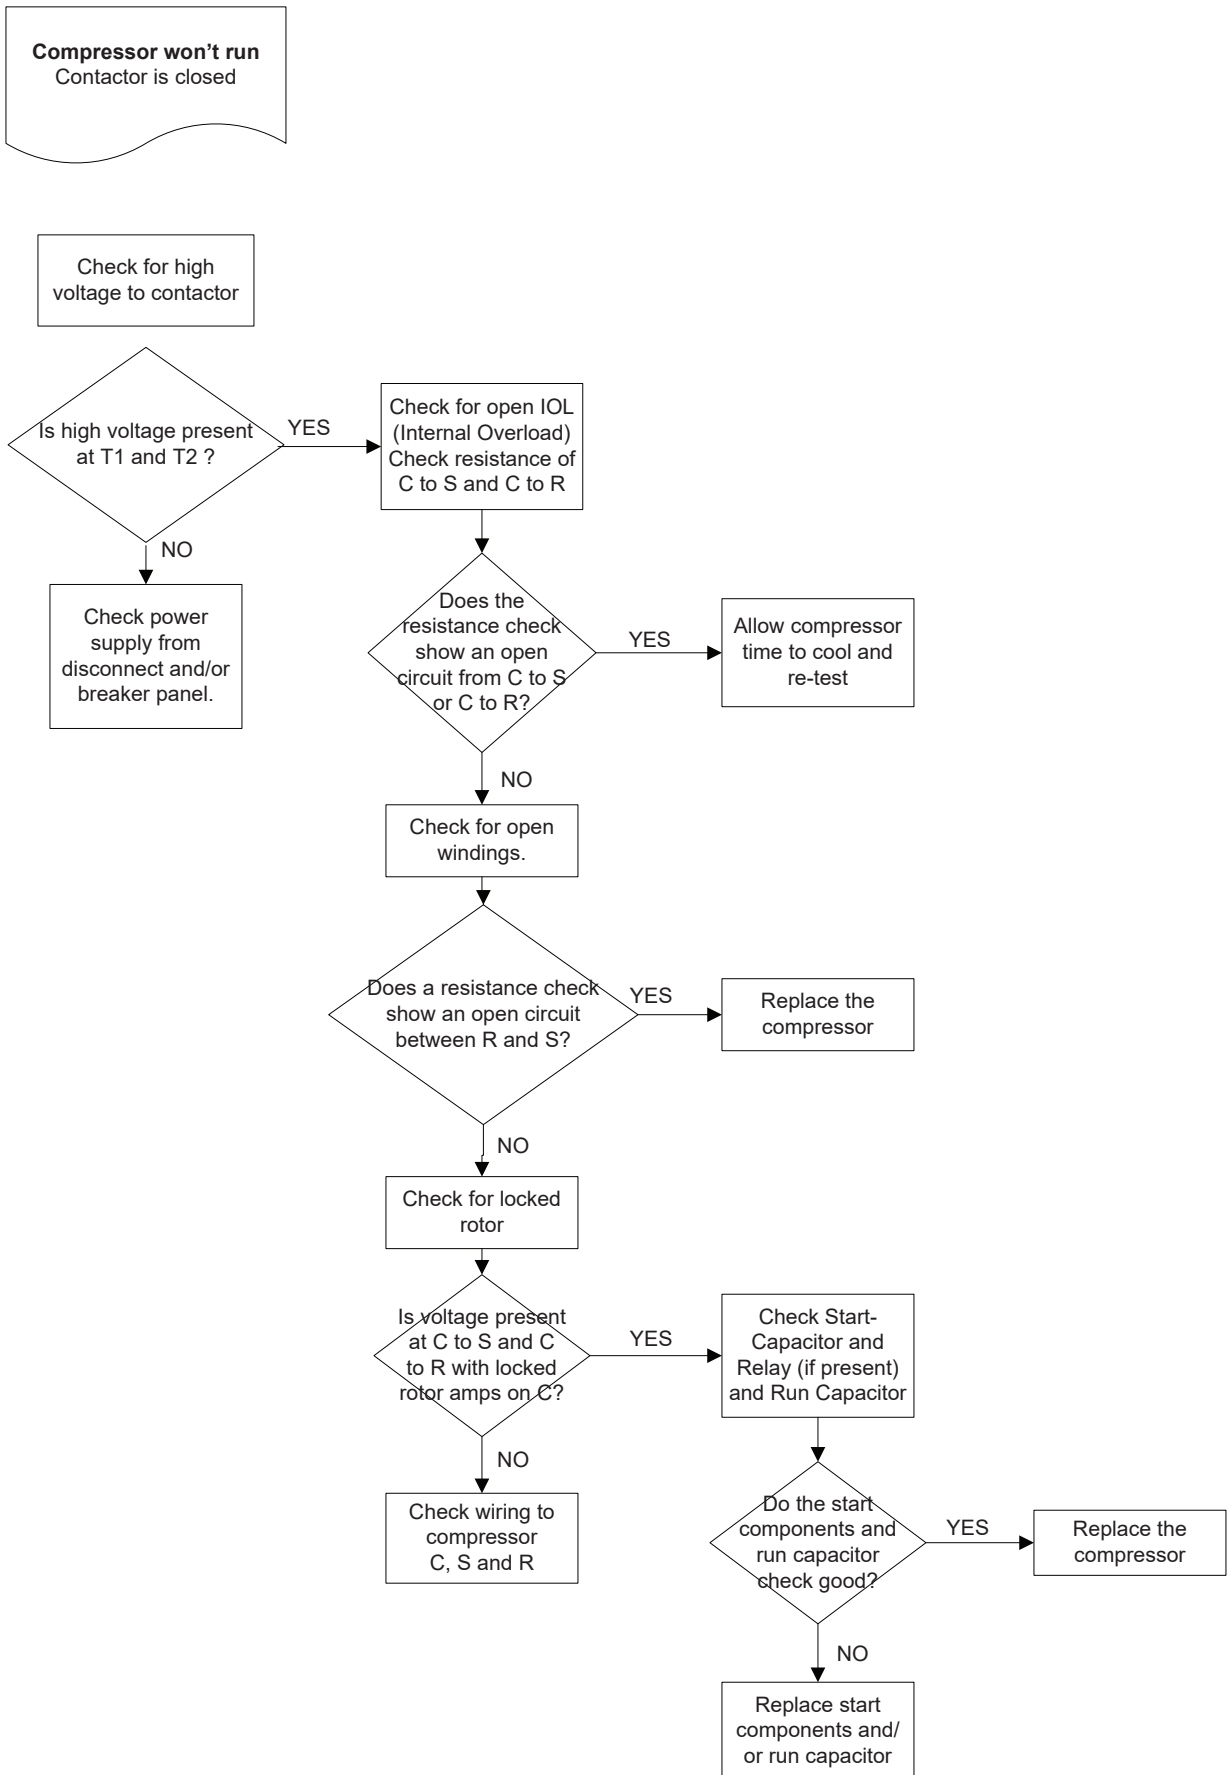 Compressor won’t run
Contactor is closed
Check for high
voltage to contactor
Is high voltage present
at T1 and T2 ?
YES
Check for open IOL
(Internal Overload)
Check resistance of
C to S and C to R
NO
Check power
supply from
disconnect and/or
breaker panel.
Does the
resistance check
show an open
circuit from C to S
or C to R?
YES
Allow compressor
time to cool and
re-test
NO
Check for open
windings.
Does a resistance check
show an open circuit
between R and S?
YES
Replace the
compressor
NO
Check for locked
rotor
Is voltage present
at C to S and C
to R with locked
rotor amps on C?
YES
Check Start-
Capacitor and
Relay (if present)
and Run Capacitor
NO
Check wiring to
compressor
C, S and R
Do the start
components and
run capacitor
check good?
YES
Replace the
compressor
NO
Replace start
components and/
or run capacitor